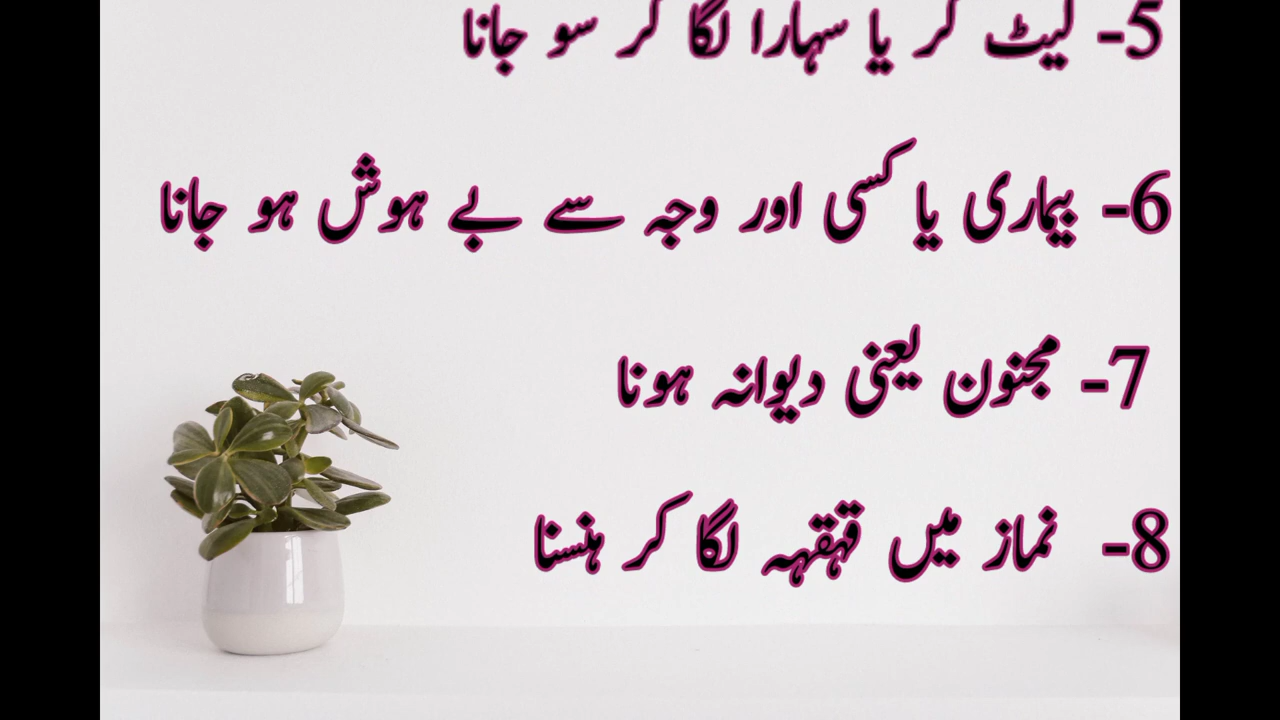 5- لیٹ کر یا سہارا لگا کر سو جانا
6- بیماری یا کسی اور وجہ سے بے ہوش ہو جانا
7- مجنون یعنی دیوانہ ہونا
8- نماز میں قہقہہ لگا کر ہنسنا